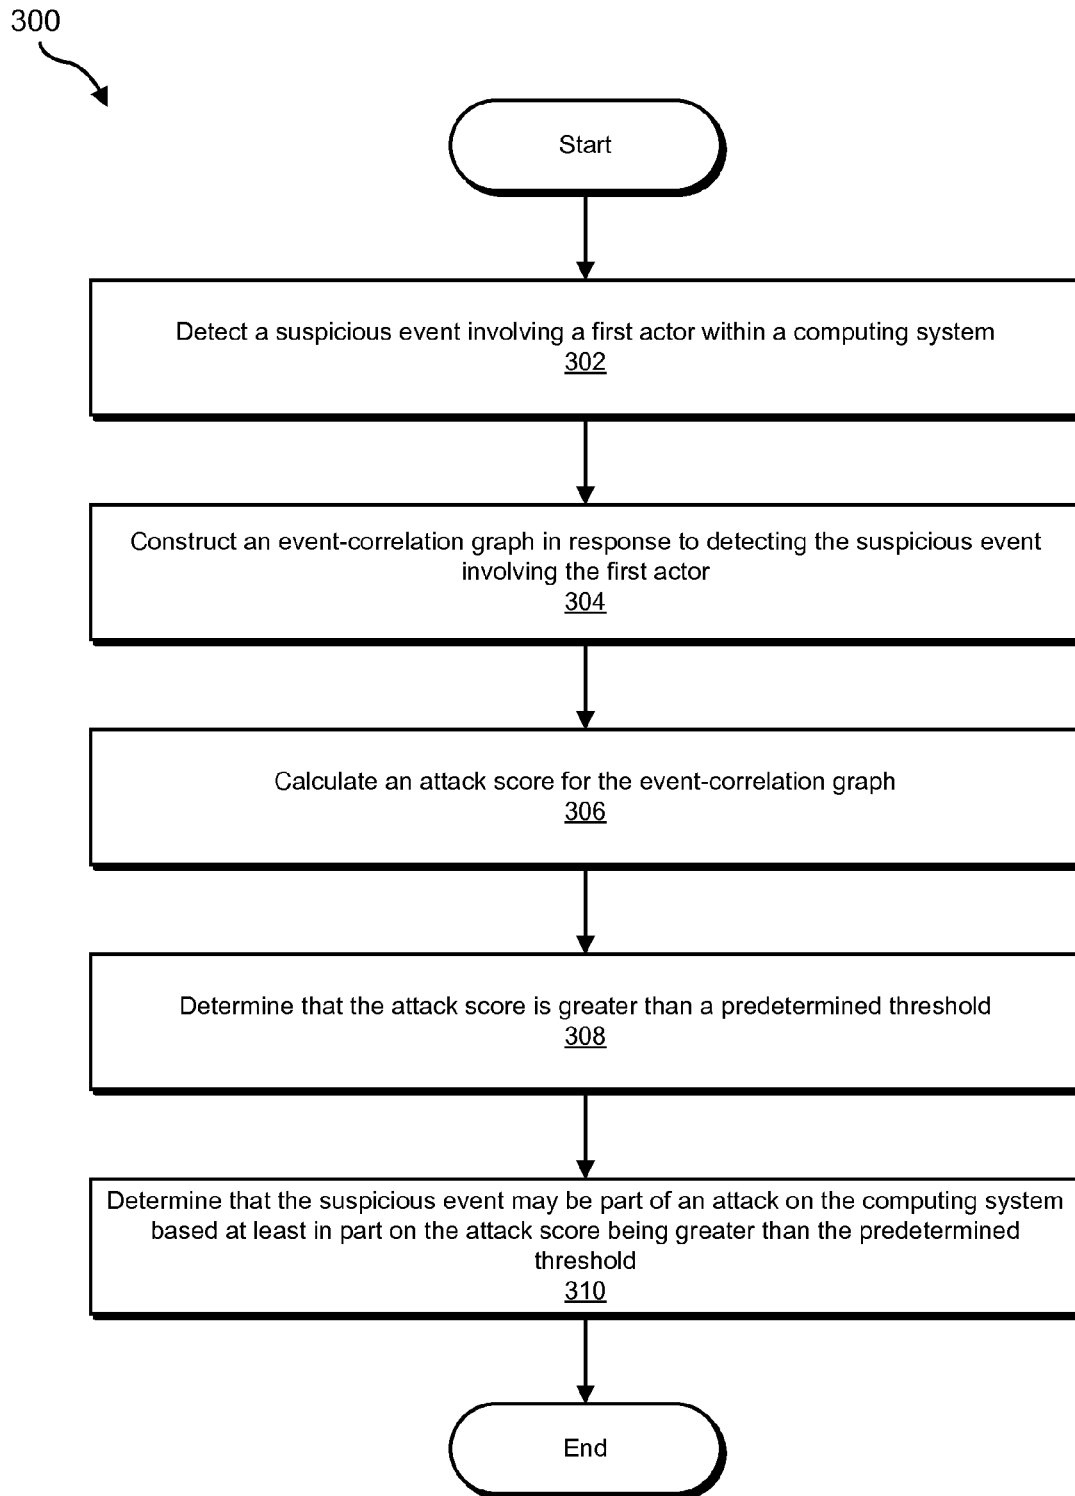 300
Start
Detect a suspicious event involving a first actor within a computing system
302
Construct an event-correlation graph in response to detecting the suspicious event
involving the first actor
304
Calculate an attack score for the event-correlation graph
306
Determine that the attack score is greater than a predetermined threshold
308
Determine that the suspicious event may be part of an attack on the computing system
based at least in part on the attack score being greater than the predetermined
threshold
310
End